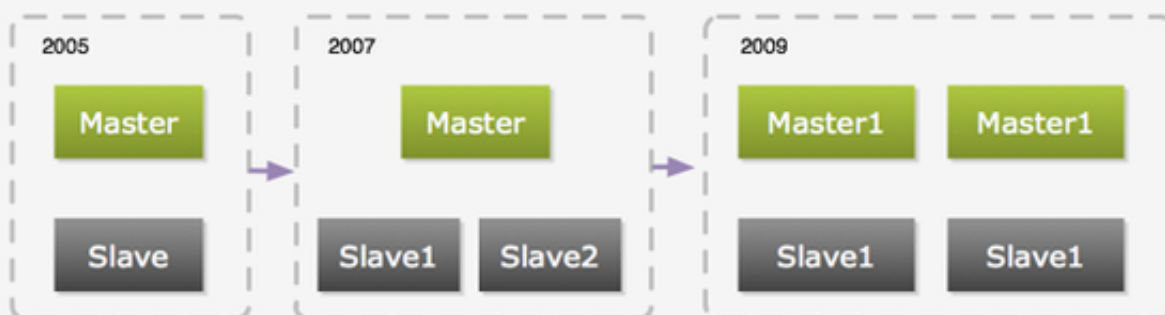 2005
Master
Slave
2007
Master
Slave1 Slave2
2009
Master1 Master1
Slave1 Slave1